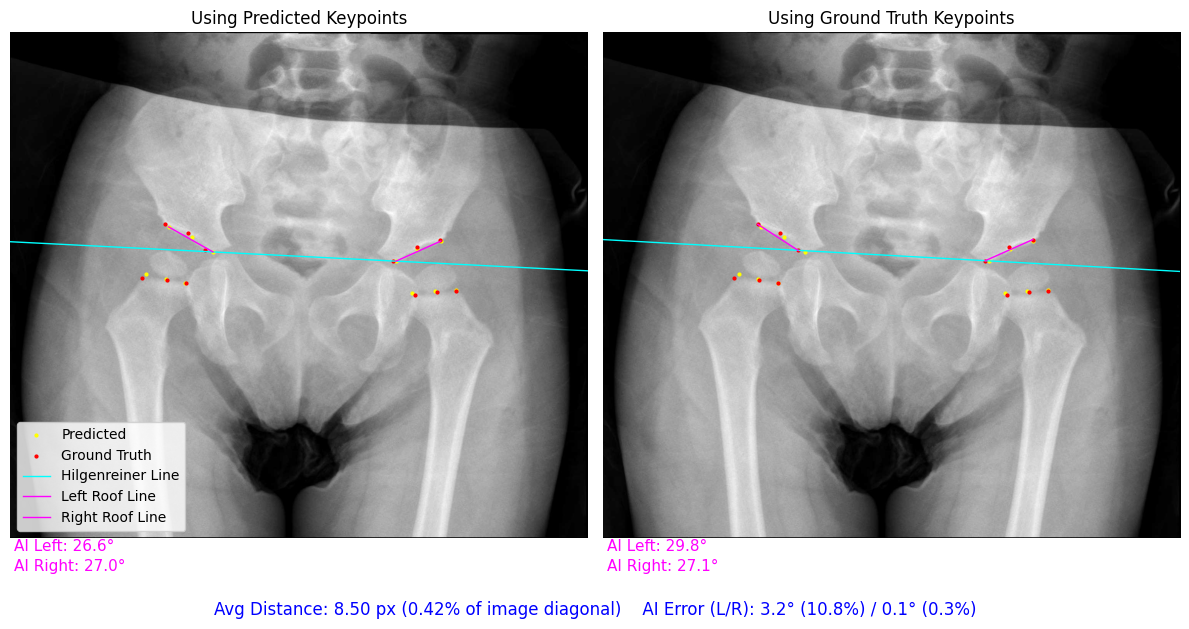 Using Predicted Keypoints
Using Ground Truth Keypoints
Predicted
Ground Truth
Hilgenreiner Line
Left Roof Line
Right Roof Line
AI Left: 26.6°
AI Right: 27.0°
AI Left: 29.8°
AI Right: 27.1°
Avg Distance: 8.50 px (0.42% of image diagonal)    AI Error (L/R): 3.2° (10.8%) / 0.1° (0.3%)